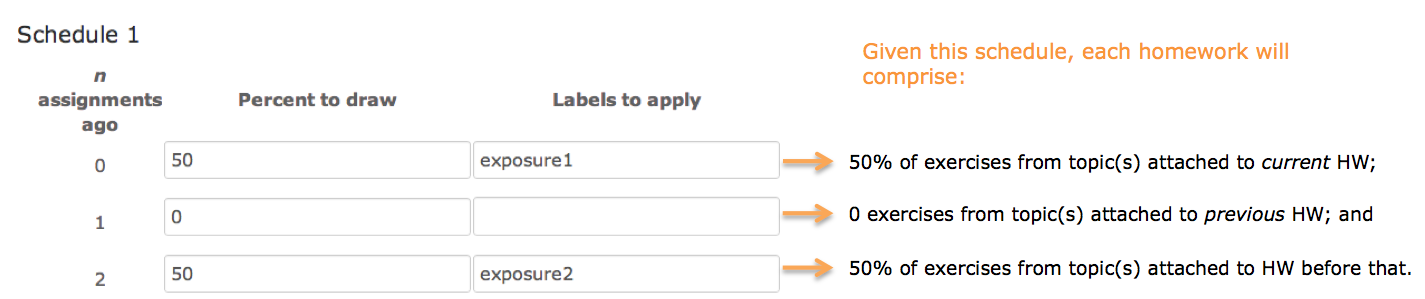 Schedule 1
Given this schedule, each homework will
comprise:
n
assignments
ago
Percent to draw
Labels to apply
0
50
exposure1
50% of exercises from topic(s) attached to current HW;
1
0
0 exercises from topic(s) attached to previous HW; and
2
50
exposure2
50% of exercises from topic(s) attached to HW before that.